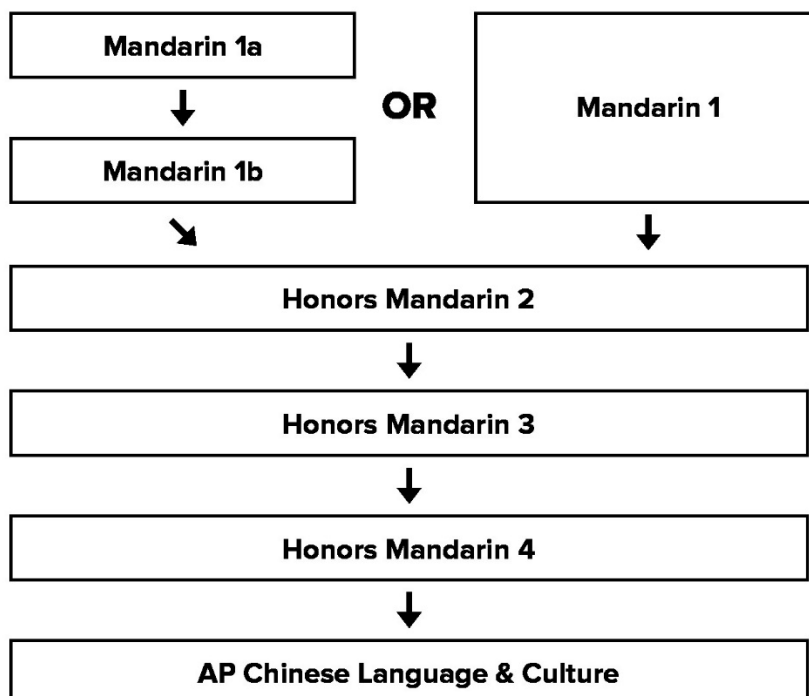 Mandarin 1a
OR
Mandarin 1
Mandarin 1b
Honors Mandarin 2
Honors Mandarin 3
Honors Mandarin 4
AP Chinese Language & Culture